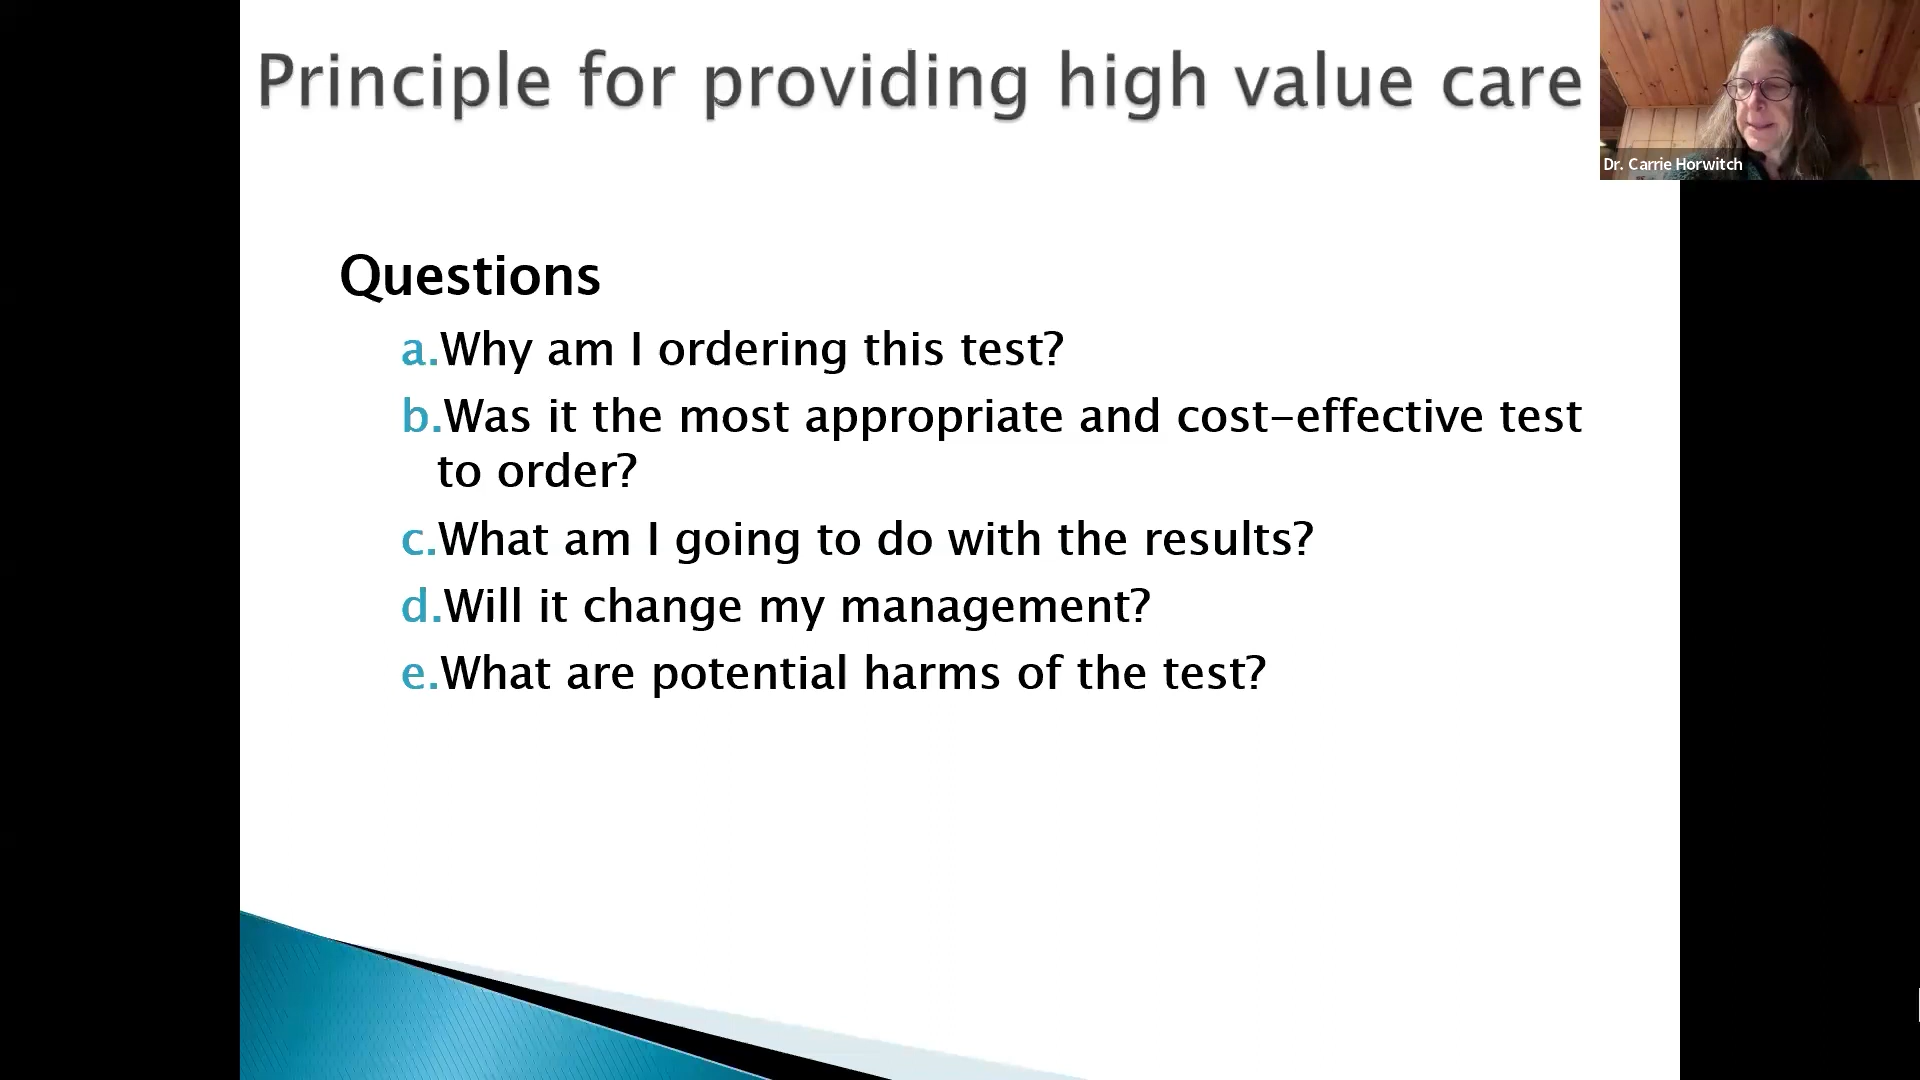 Principle for providing high value care
Dr. Carrie Horwitch
Questions
a.Why am I ordering this test?
b.Was it the most appropriate and cost-effective test
to order?
c.What am I going to do with the results?
d.Will it change my management?
e.What are potential harms of the test?